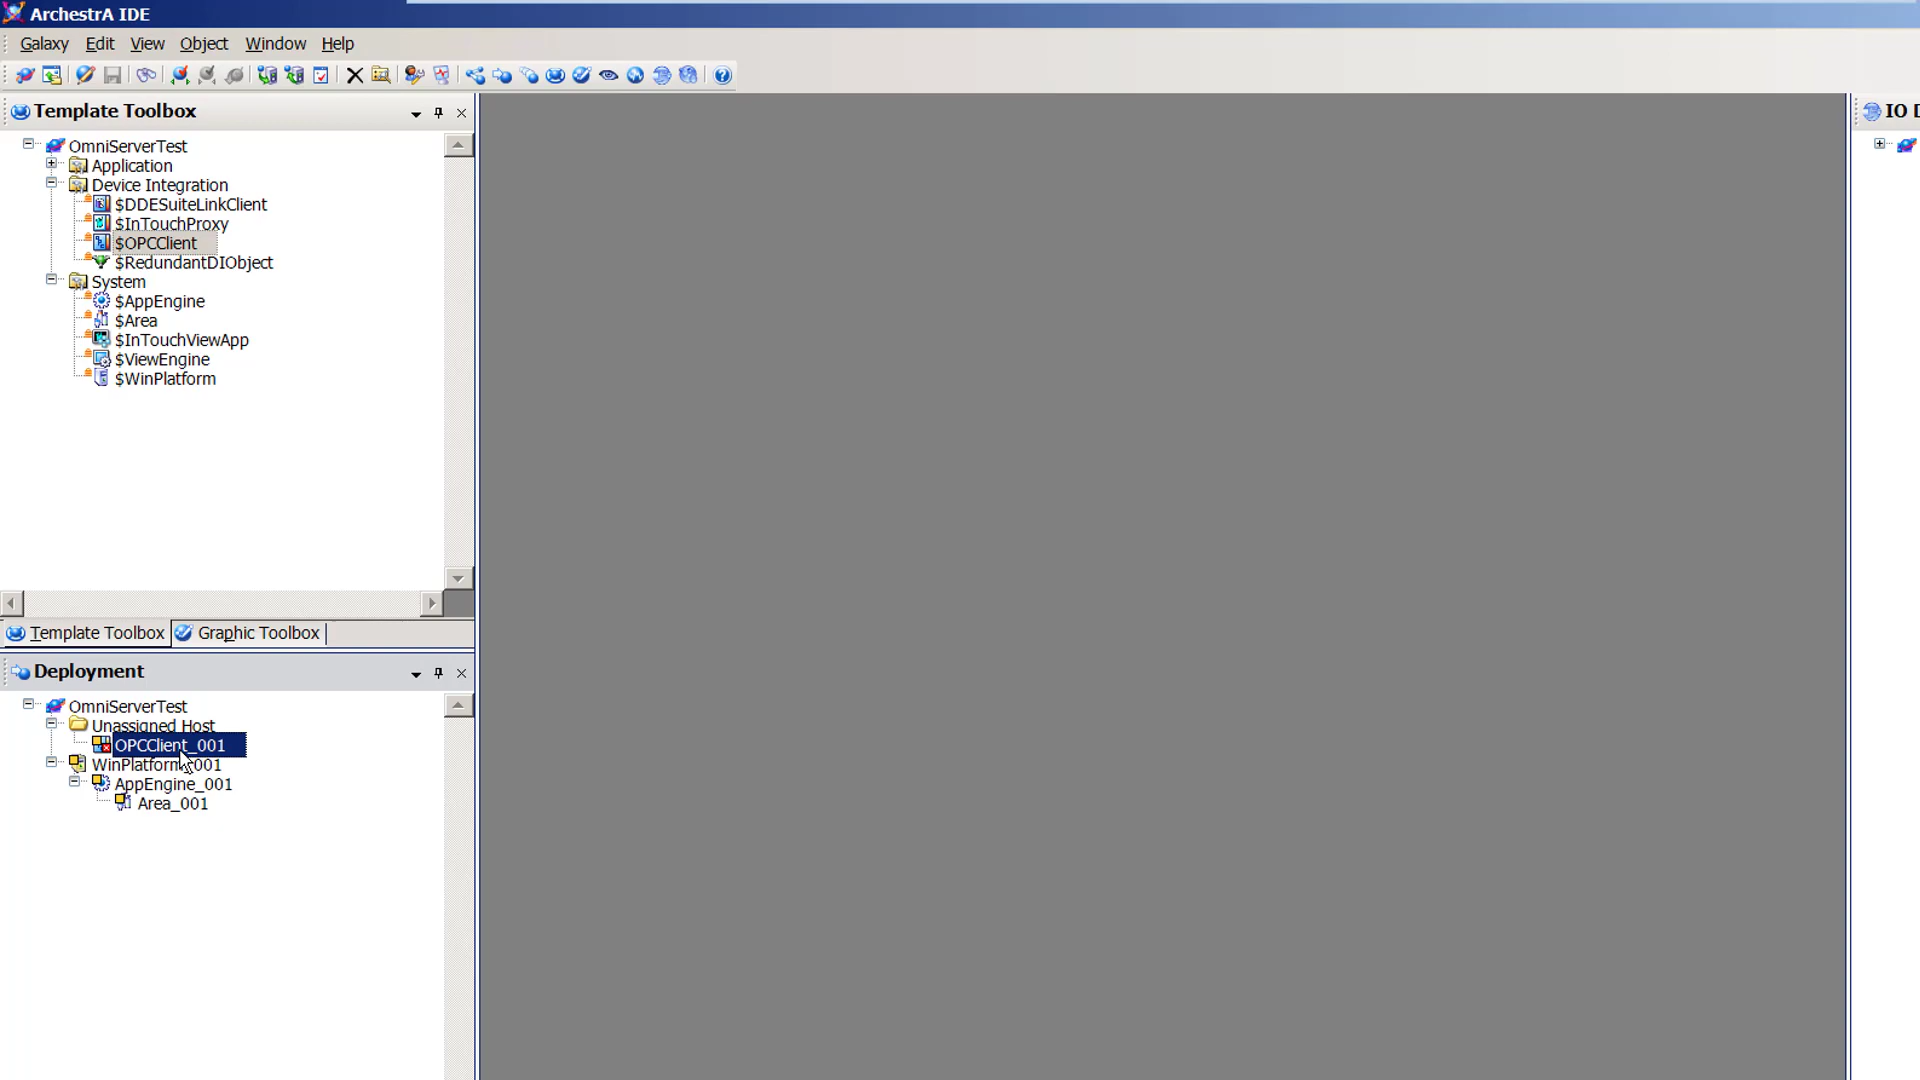 ArchestrA IDE
Galaxy Edit View Object Window Help
Template Toolbox
IO D
OmniServerTest
Application
Device Integration
$DDESuiteLinkClient
$InTouchProxy
$OPCClient
$RedundantDIObject
System
$AppEngine
$Area
$InTouchViewApp
$ViewEngine
$WinPlatform
Template Toolbox Graphic Toolbox
Deployment
OmniServerTest
Unassigned Host
OPCClient_001
WinPlatform_001
AppEngine_001
Area_001